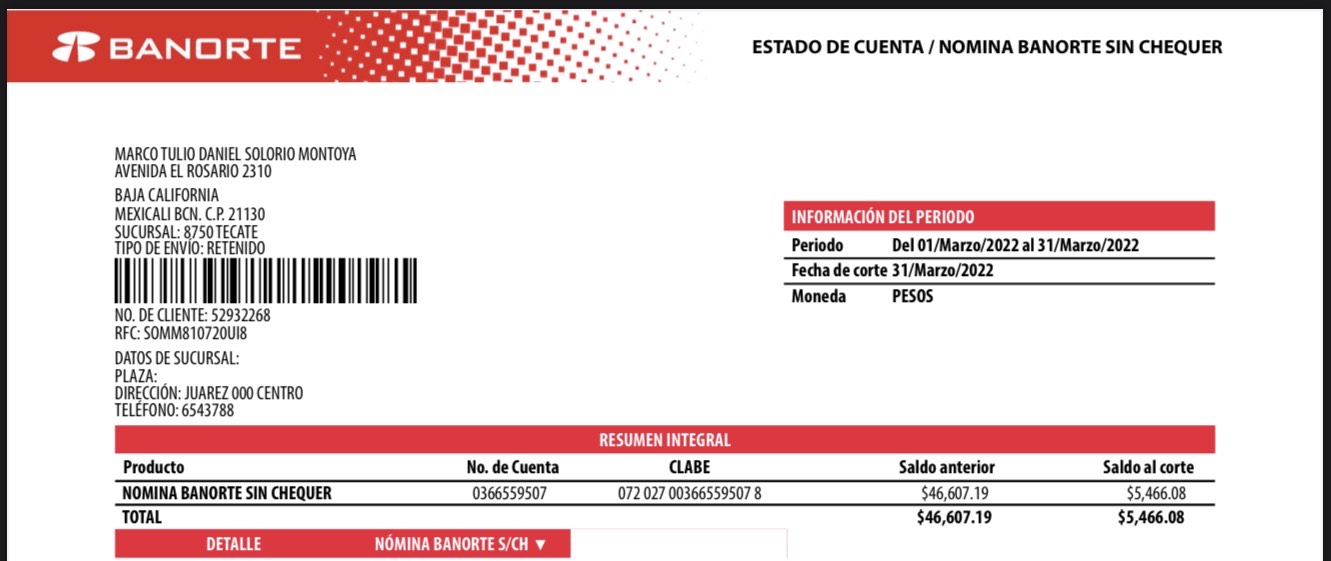 BANORTE
ESTADO DE CUENTA / NOMINA BANORTE SIN CHEQUER
MARCO TULIO DANIEL SOLORIO MONTOYA
AVENIDA EL ROSARIO 2310
BAJA CALIFORNIA
MEXICALI BCN. C.P. 21130
SUCURSAL: 8750 TECATE
TIPO DE ENVÍO: RETENIDO
NO. DE CLIENTE: 52932268
RFC: SOMM810720UI8
DATOS DE SUCURSAL:
PLAZA:
DIRECCIÓN: JUAREZ 000 CENTRO
TELÉFONO: 6543788
INFORMACIÓN DEL PERIODO
Periodo Del 01/Marzo/2022 al 31/Marzo/2022
Fecha de corte 31/Marzo/2022
Moneda PESOS
RESUMEN INTEGRAL
Producto No. de Cuenta CLABE Saldo anterior Saldo al corte
NOMINA BANORTE SIN CHEQUER 0366559507 072 027 00366559507 8 $46,607.19 $5,466.08
TOTAL $46,607.19 $5,466.08
DETALLE NÓMINA BANORTE S/CH ▼